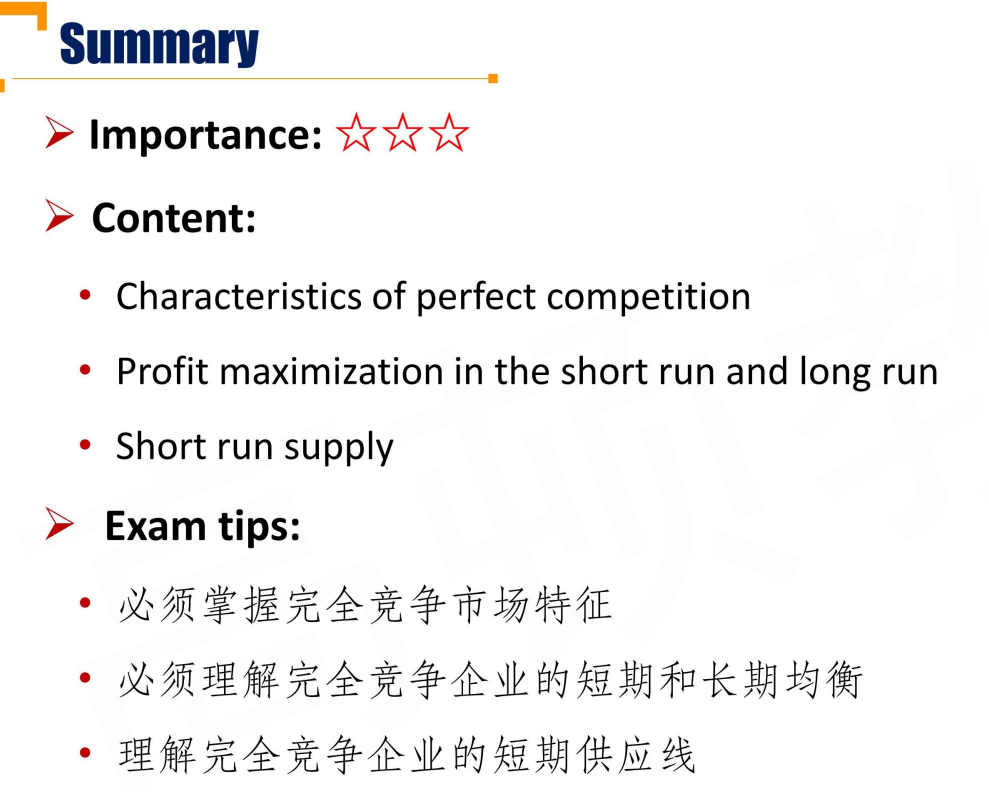 Summary
Importance: ☆☆☆
Content:
Characteristics of perfect competition
Profit maximization in the short run and long run
Short run supply
Exam tips:
必须掌握完全竞争市场特征
必须理解完全竞争企业的短期和长期均衡
理解完全竞争企业的短期供应线